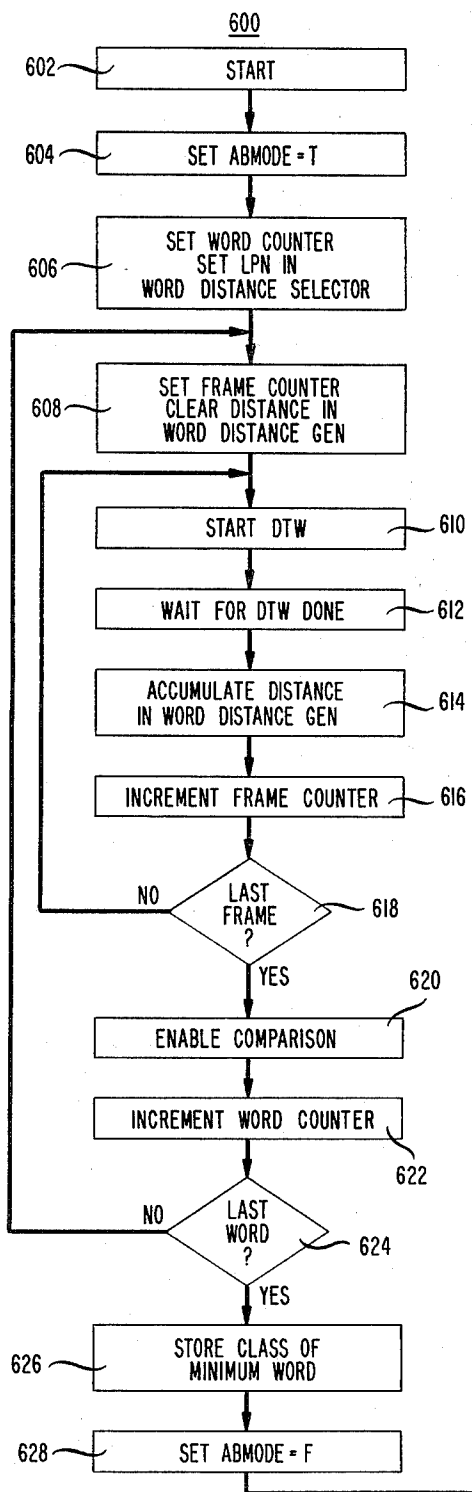 600
602
START
604
SET ABMODE = T
606
SET WORD COUNTER
SET LPN IN
WORD DISTANCE SELECTOR
608
SET FRAME COUNTER
CLEAR DISTANCE IN
WORD DISTANCE GEN
START DTW
610
WAIT FOR DTW DONE
612
ACCUMULATE DISTANCE
IN WORD DISTANCE GEN
614
INCREMENT FRAME COUNTER
616
NO
LAST
FRAME
?
618
YES
620
ENABLE COMPARISON
INCREMENT WORD COUNTER
622
NO
LAST
WORD
?
624
YES
626
STORE CLASS OF
MINIMUM WORD
628
SET ABMODE = F